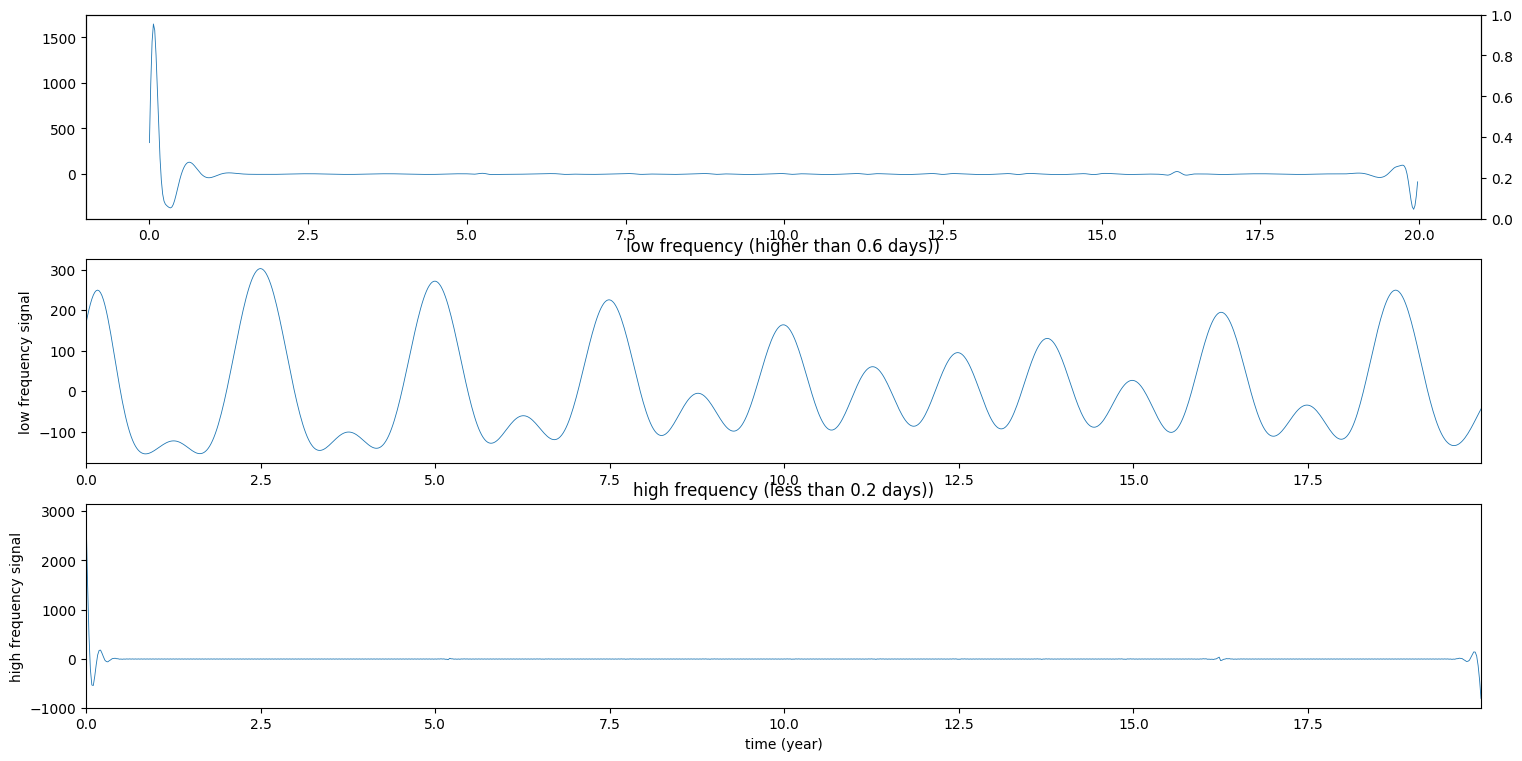 1500
1000
500
0
1.0
0.8
0.6
0.4
0.2
0.0
0.0 2.5 5.0 7.5 10.0 12.5 15.0 17.5 20.0
low frequency (higher than 0.6 days))
low frequency signal
300
200
100
0
−100
0.0 2.5 5.0 7.5 10.0 12.5 15.0 17.5
high frequency (less than 0.2 days))
high frequency signal
3000
2000
1000
0
−1000
0.0 2.5 5.0 7.5 10.0 12.5 15.0 17.5
time (year)